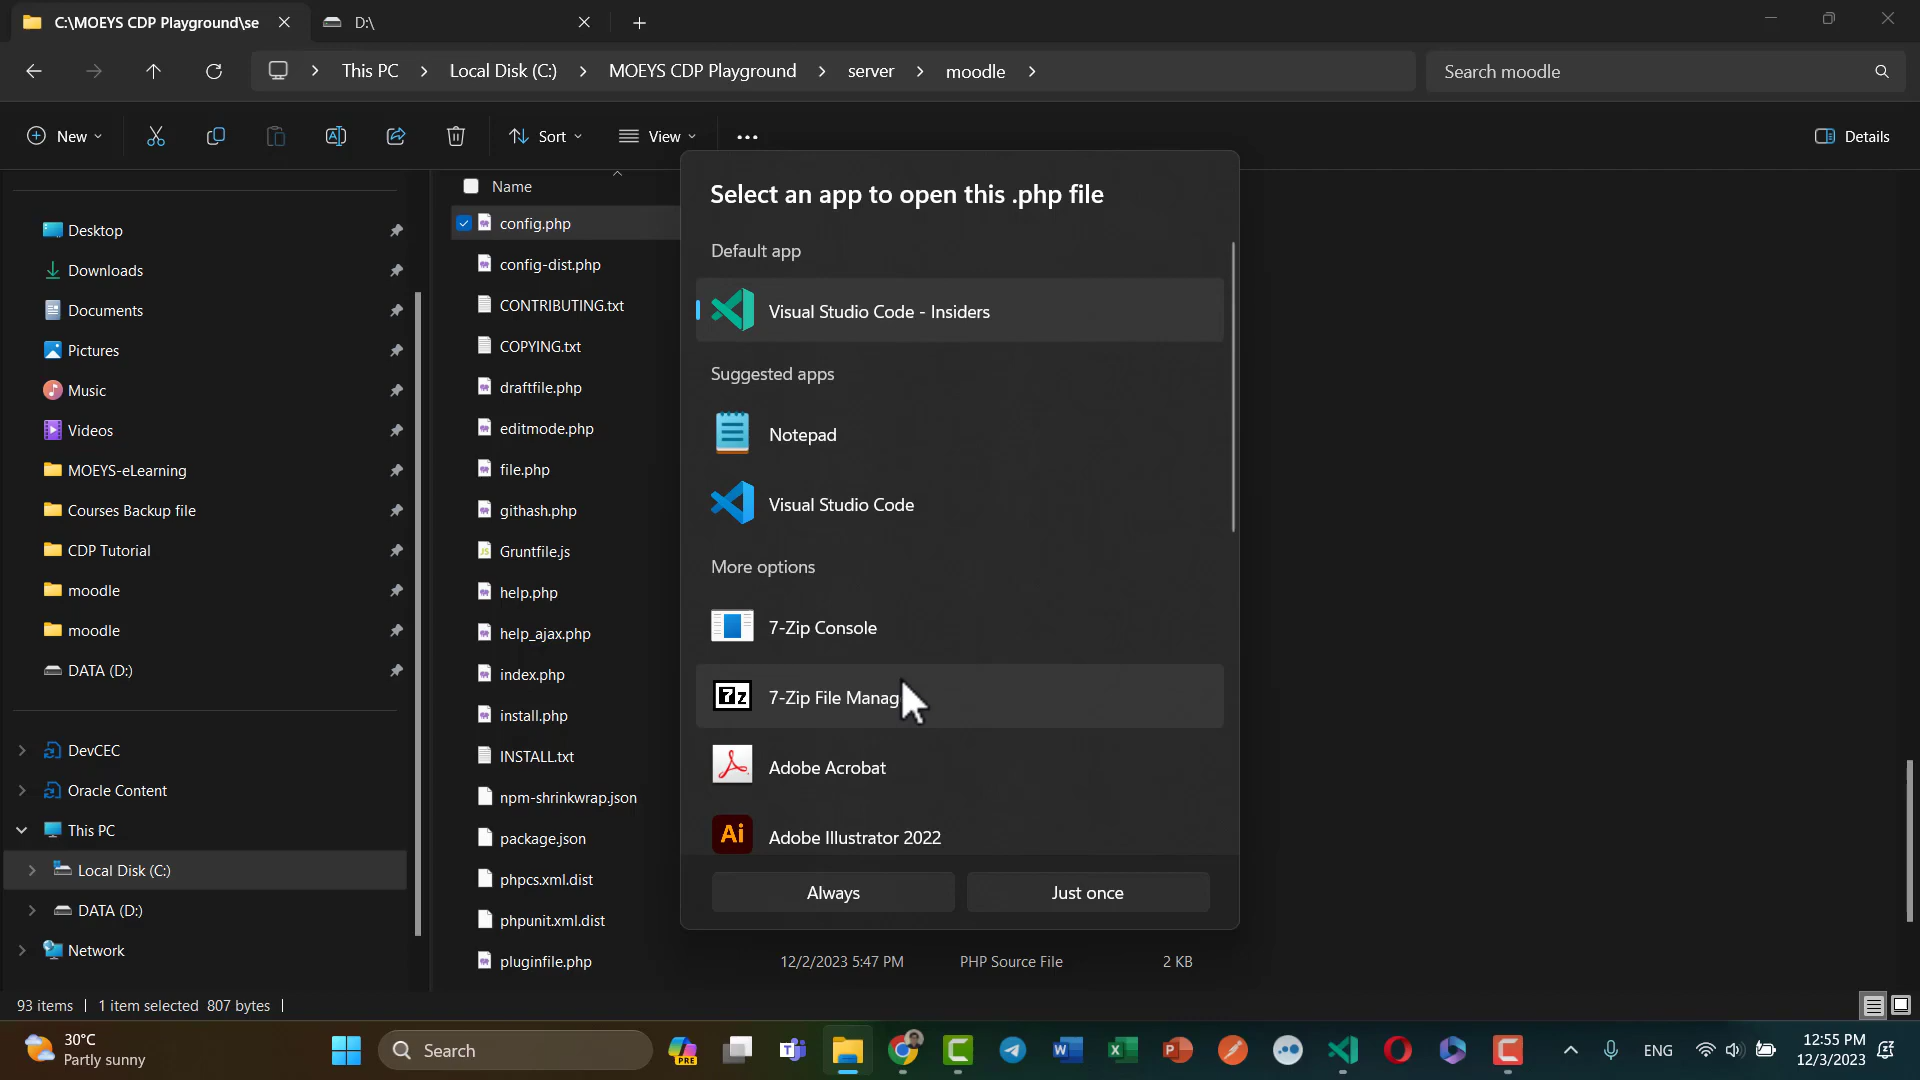 C:\MOEYS CDP Playground\se
D:\
This PC
Local Disk (C:)
MOEYS CDP Playground
server
moodle
Search moodle
New
Sort
View
Details
Desktop
Downloads
Documents
Pictures
Music
Videos
MOEYS-eLearning
Courses Backup file
CDP Tutorial
moodle
moodle
DATA (D:)
DevCEC
Oracle Content
This PC
Local Disk (C:)
DATA (D:)
Network
Name
config.php
config-dist.php
CONTRIBUTING.txt
COPYING.txt
draftfile.php
editmode.php
file.php
githash.php
Gruntfile.js
help.php
help_ajax.php
index.php
install.php
INSTALL.txt
npm-shrinkwrap.json
package.json
phpcs.xml.dist
phpunit.xml.dist
pluginfile.php 12/2/2023 5:47 PM PHP Source File 2 KB
Select an app to open this .php file
Default app
Visual Studio Code - Insiders
Suggested apps
Notepad
Visual Studio Code
More options
7-Zip Console
7z
7-Zip File Manag
Adobe Acrobat
Ai
Adobe Illustrator 2022
Always
Just once
93 items
1 item selected 807 bytes
30°C
Partly sunny
Search
PRE
ENG
12:55 PM
12/3/2023